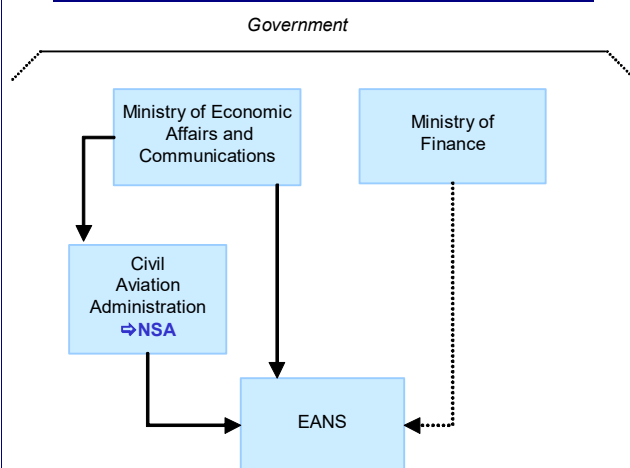 Government
Ministry of Economic
Affairs and
Communications
Ministry of
Finance
Civil
Aviation
Administration
⇨NSA
EANS